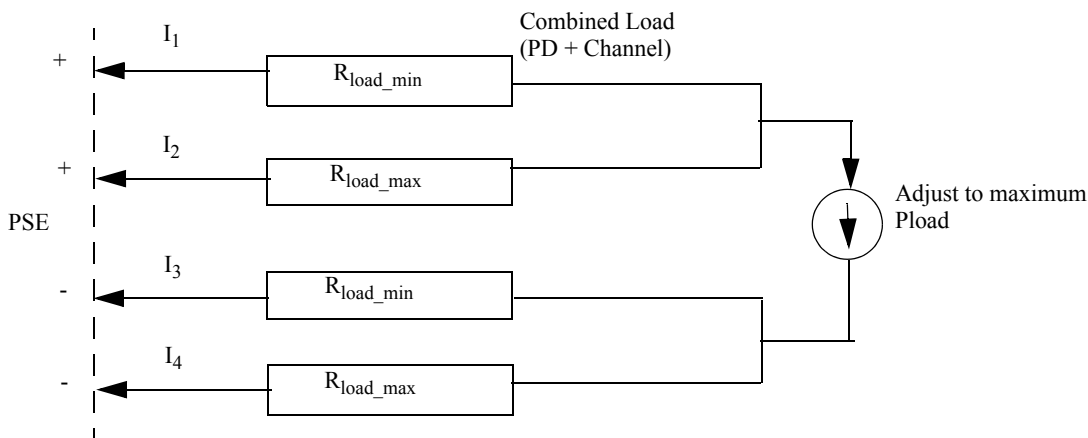 Combined Load
(PD + Channel)
I1
+
Rload_min
I2
+
Rload_max
PSE
Adjust to maximum
Pload
I3
-
Rload_min
I4
-
Rload_max